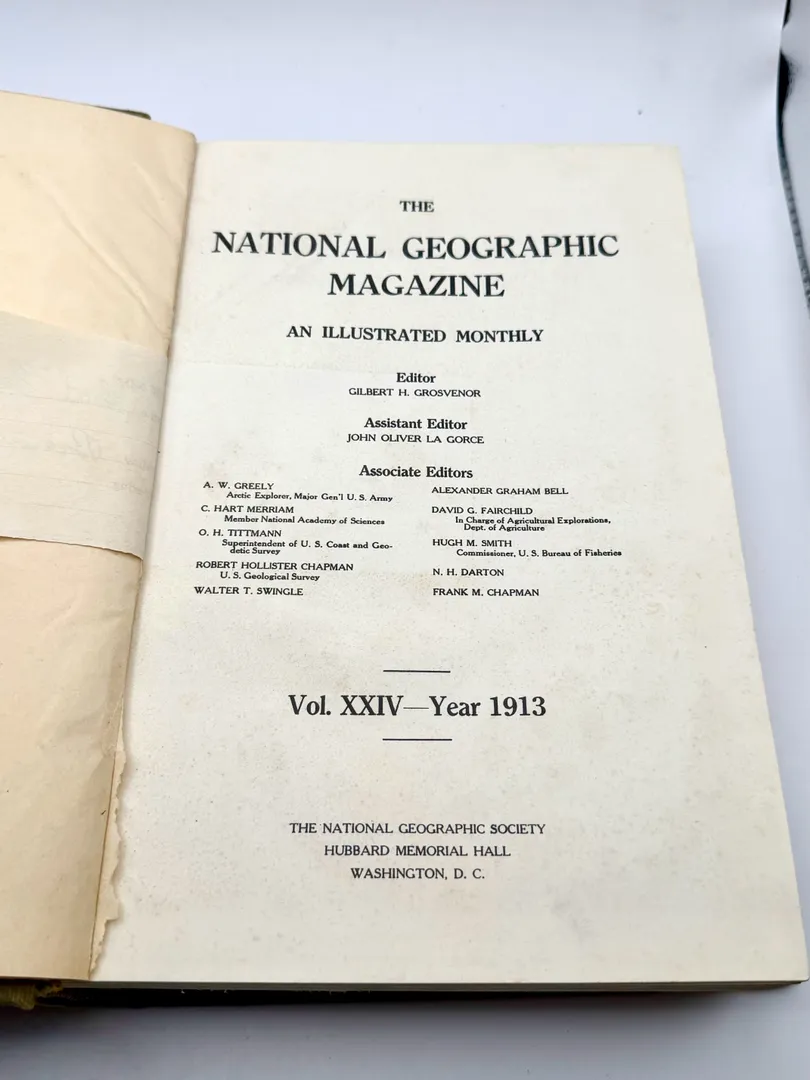 THE
NATIONAL GEOGRAPHIC
MAGAZINE
AN ILLUSTRATED MONTHLY
Editor
GILBERT H. GROSVENOR
Assistant Editor
JOHN OLIVER LA GORCE
Associate Editors
A. W. GREELY
Arctic Explorer, Major Gen'l U. S. Army
C. HART MERRIAM
Member National Academy of Sciences
O. H. TITTMANN
Superintendent of U. S. Coast and Geo-
detic Survey
ROBERT HOLLISTER CHAPMAN
U. S. Geological Survey
WALTER T. SWINGLE
ALEXANDER GRAHAM BELL
DAVID G. FAIRCHILD
In Charge of Agricultural Explorations,
Dept. of Agriculture
HUGH M. SMITH
Commissioner, U. S. Bureau of Fisheries
N. H. DARTON
FRANK M. CHAPMAN
Vol. XXIV—Year 1913
THE NATIONAL GEOGRAPHIC SOCIETY
HUBBARD MEMORIAL HALL
WASHINGTON, D. C.